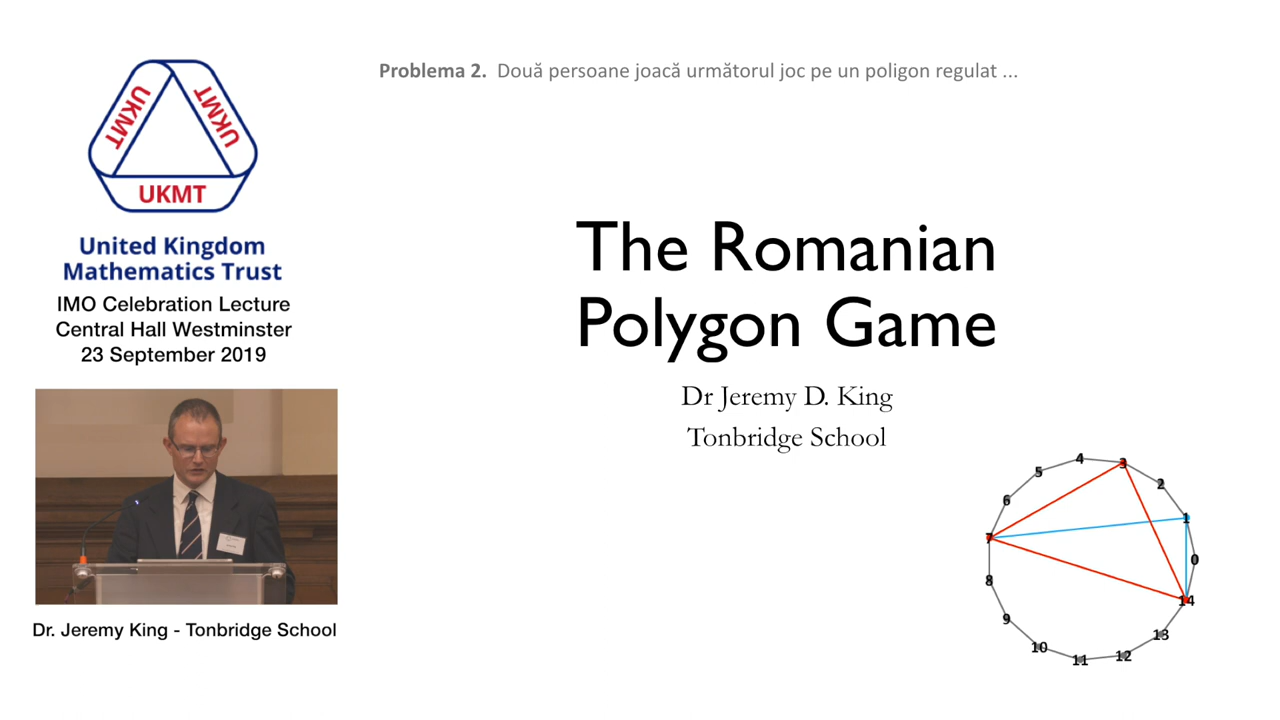 Problema 2. Două persoane joacă următorul joc pe un poligon regulat ...
UKMT
UKMT
UKMT
United Kingdom
Mathematics Trust
IMO Celebration Lecture
Central Hall Westminster
23 September 2019
Dr. Jeremy King - Tonbridge School
The Romanian
Polygon Game
Dr Jeremy D. King
Tonbridge School
4
3
5
2
6
1
7
0
8
14
9
13
10
12
11